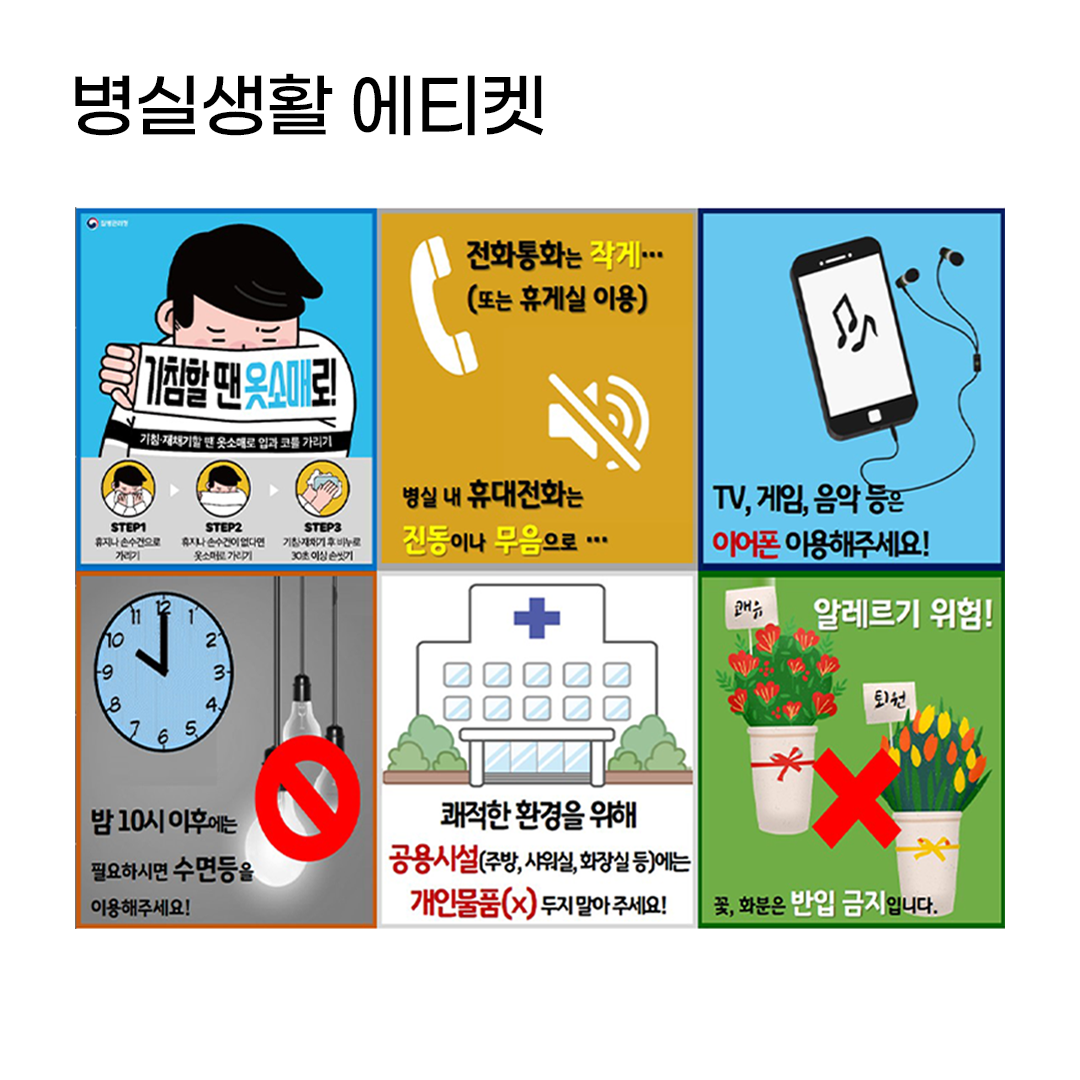 병실생활 에티켓
질병관리청
기침할 땐 옷소매로!
기침·재채기할 땐 옷소매로 입과 코를 가리기
STEP1
휴지나 손수건으로
가리기
STEP2
휴지나 손수건이 없다면
옷소매로 가리기
STEP3
기침·재채기 후 비누로
30초 이상 손씻기
전화통화는 작게…
(또는 휴게실 이용)
병실 내 휴대전화는
진동이나 무음으로 …
TV, 게임, 음악 등은
이어폰 이용해주세요!
12
1
2
3
4
5
6
7
8
9
10
11
밤 10시 이후에는
필요하시면 수면등을
이용해주세요!
쾌적한 환경을 위해
공용시설(주방, 샤워실, 화장실 등)에는
개인물품(x) 두지 말아 주세요!
쾌유
알레르기 위험!
퇴원
꽃, 화분은 반입 금지입니다.